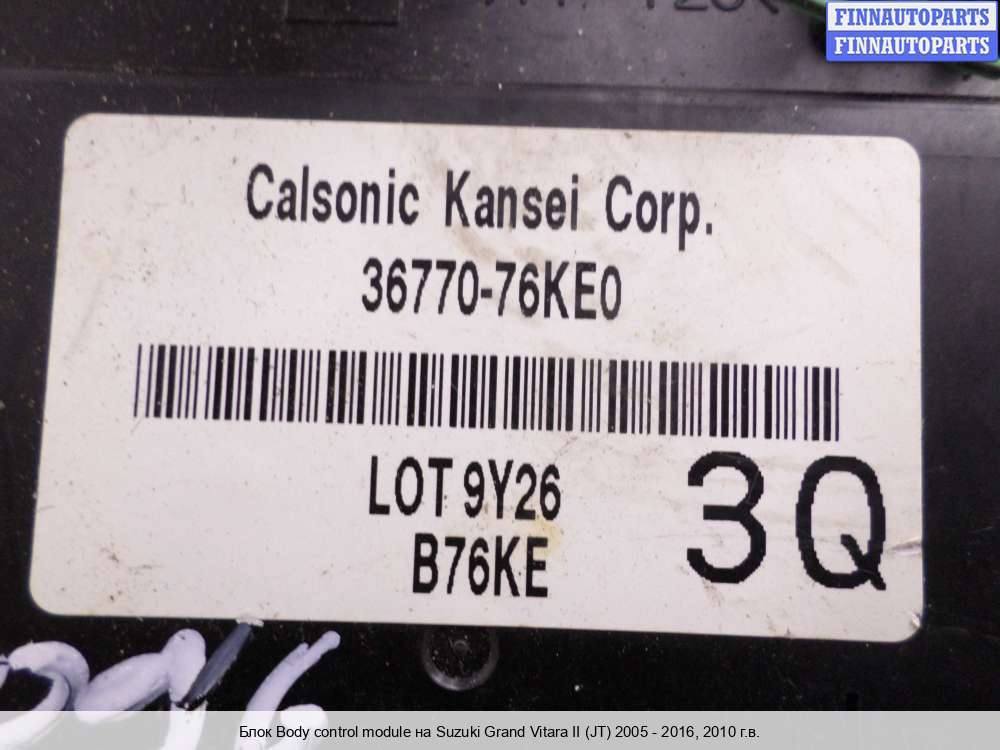 FINNAUTOPARTS
FINNAUTOPARTS
Calsonic Kansei Corp.
36770-76KE0
LOT 9Y26
3Q
B76KE
Блок Body control module на Suzuki Grand Vitara II (JT) 2005 - 2016, 2010 г.в.